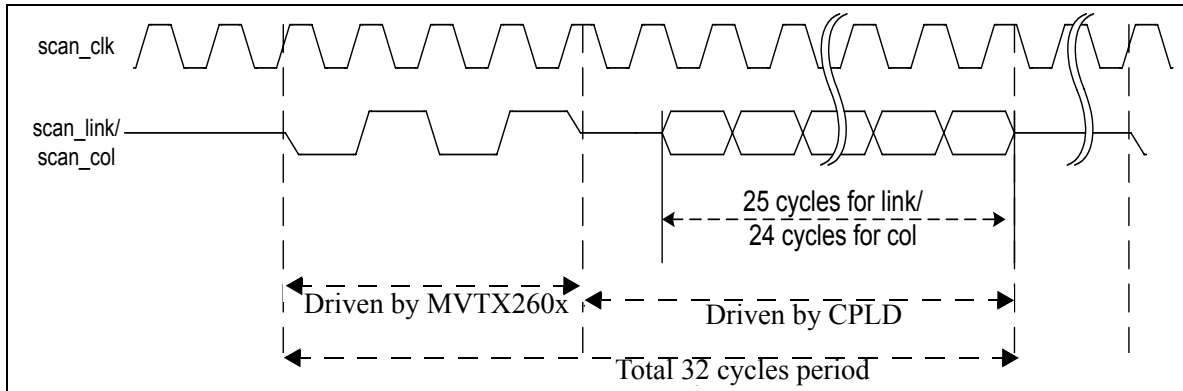 scan_clk
scan_link/
scan_col
25 cycles for link/
24 cycles for col
Driven by MVTX260x
Driven by CPLD
Total 32 cycles period